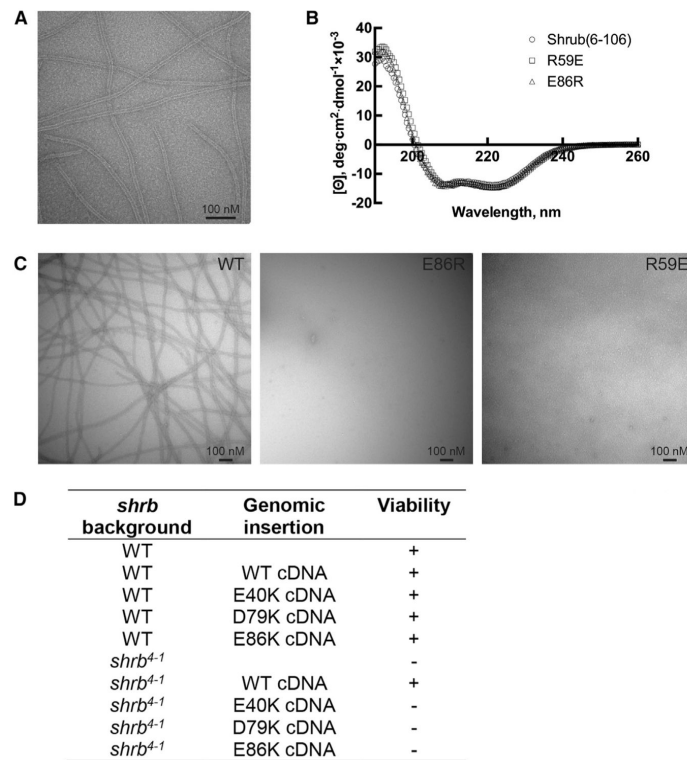 A
100 nM
B
[Θ], deg·cm²·dmol⁻¹×10⁻³
40
30
20
10
0
-10
-20
200
220
240
260
Wavelength, nm
Shrub(6-106)
R59E
E86R
C
WT
100 nM
E86R
100 nM
R59E
100 nM
D
shrb background Genomic insertion Viability
WT +
WT WT cDNA +
WT E40K cDNA +
WT D79K cDNA +
WT E86K cDNA +
shrb⁴⁻¹ -
shrb⁴⁻¹ WT cDNA +
shrb⁴⁻¹ E40K cDNA -
shrb⁴⁻¹ D79K cDNA -
shrb⁴⁻¹ E86K cDNA -